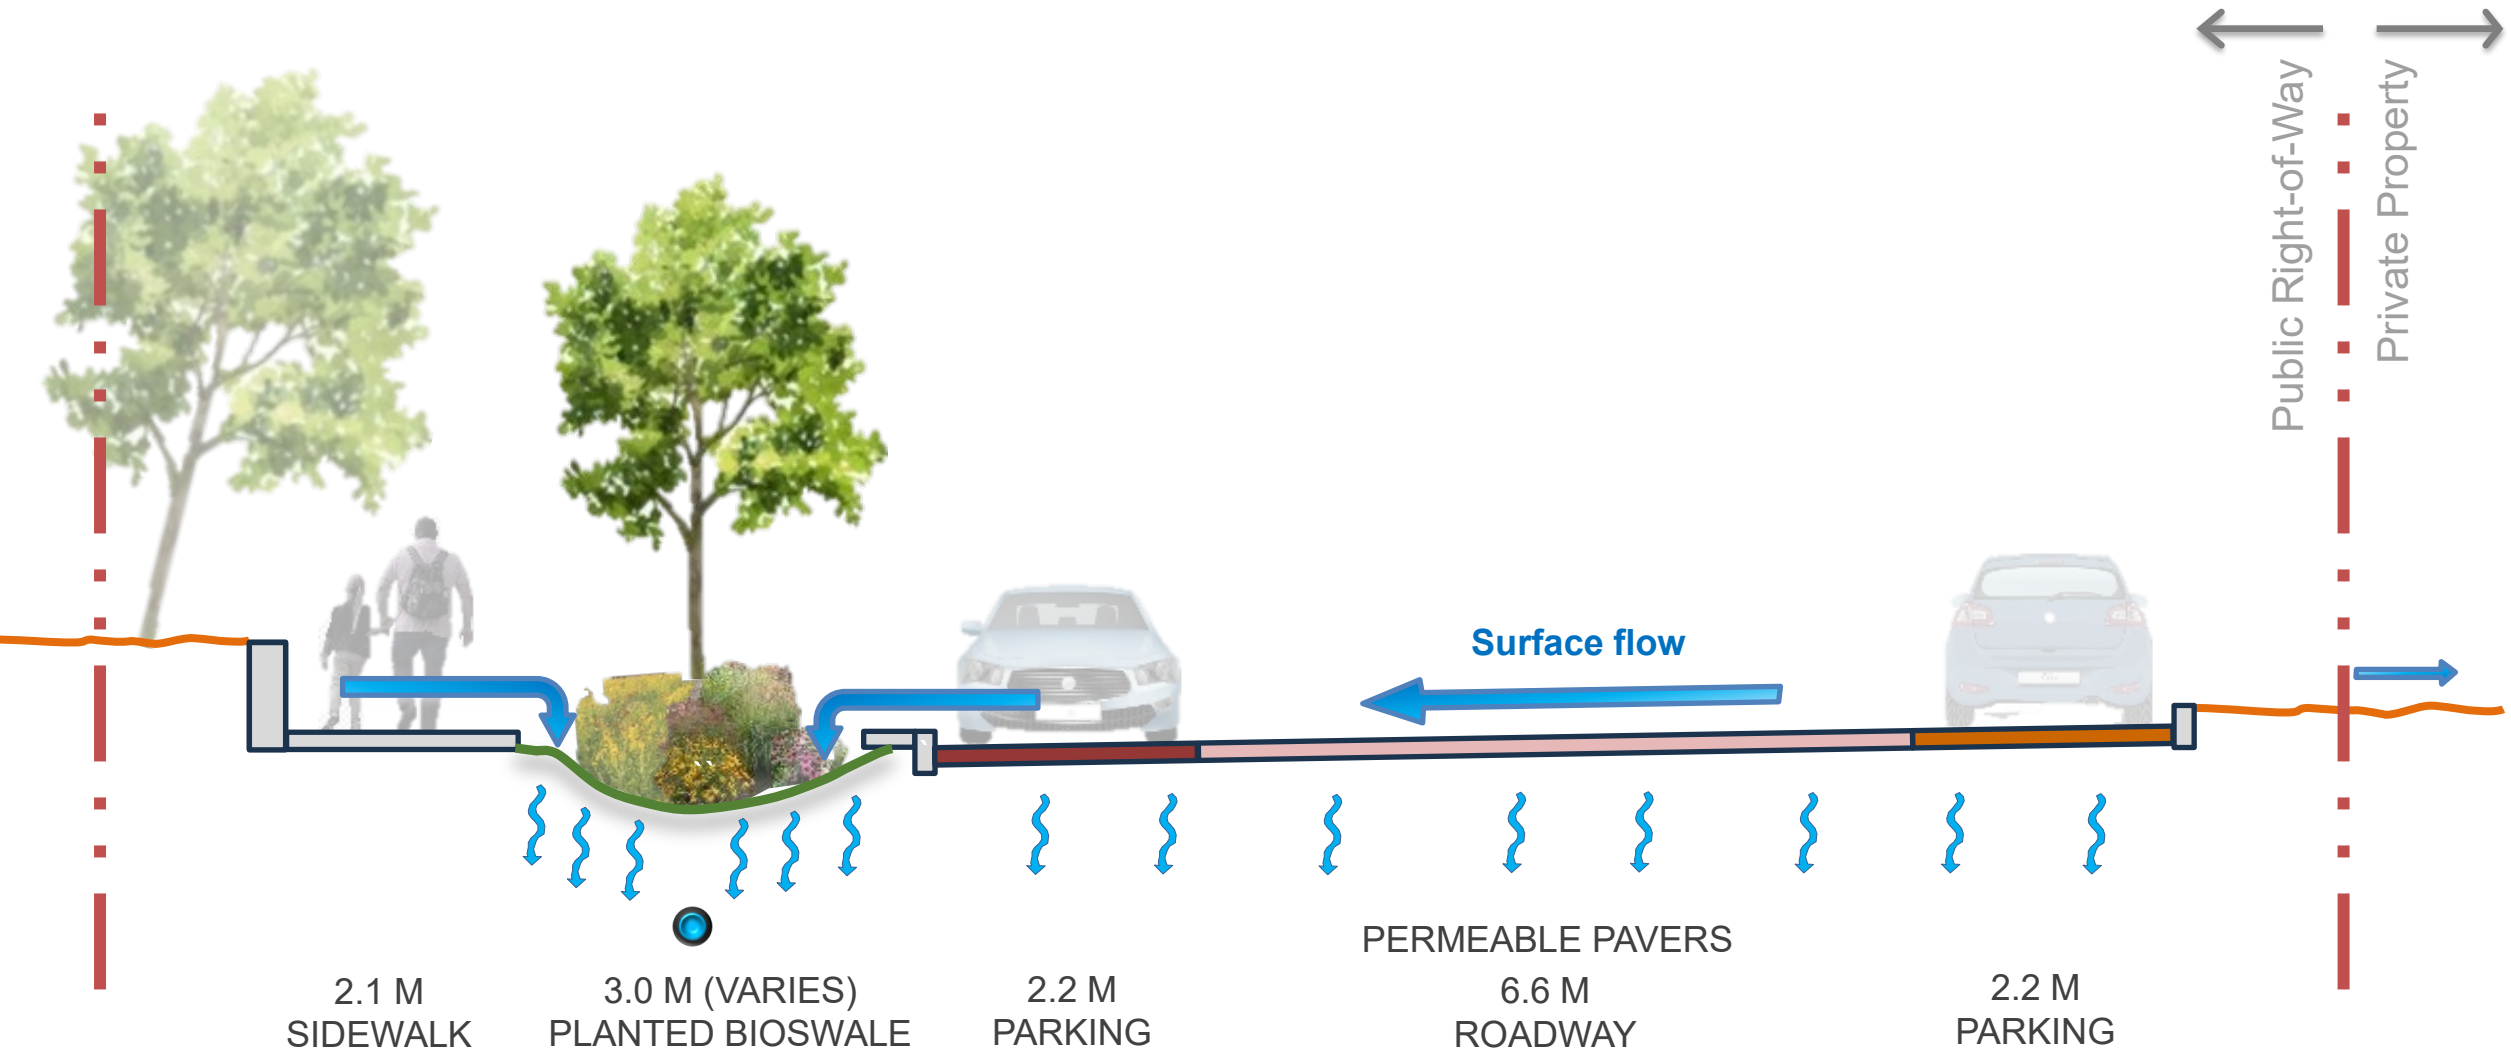 Public Right-of-Way
Private Property
Surface flow
PERMEABLE PAVERS
2.1 M
SIDEWALK
3.0 M (VARIES)
PLANTED BIOSWALE
2.2 M
PARKING
6.6 M
ROADWAY
2.2 M
PARKING